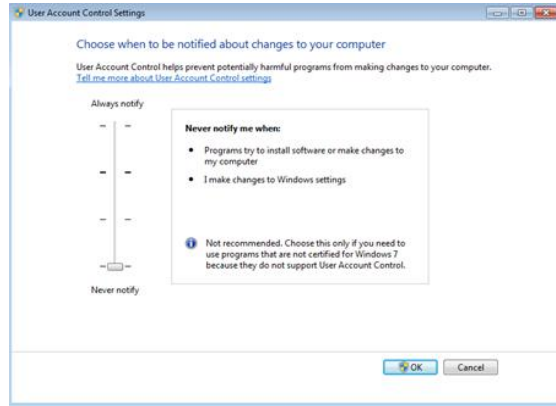 User Account Control Settings
Choose when to be notified about changes to your computer
User Account Control helps prevent potentially harmful programs from making changes to your computer.
Tell me more about User Account Control settings
Always notify
Never notify me when:
• Programs try to install software or make changes to
my computer
• I make changes to Windows settings
Not recommended. Choose this only if you need to
use programs that are not certified for Windows 7
because they do not support User Account Control.
Never notify
OK Cancel